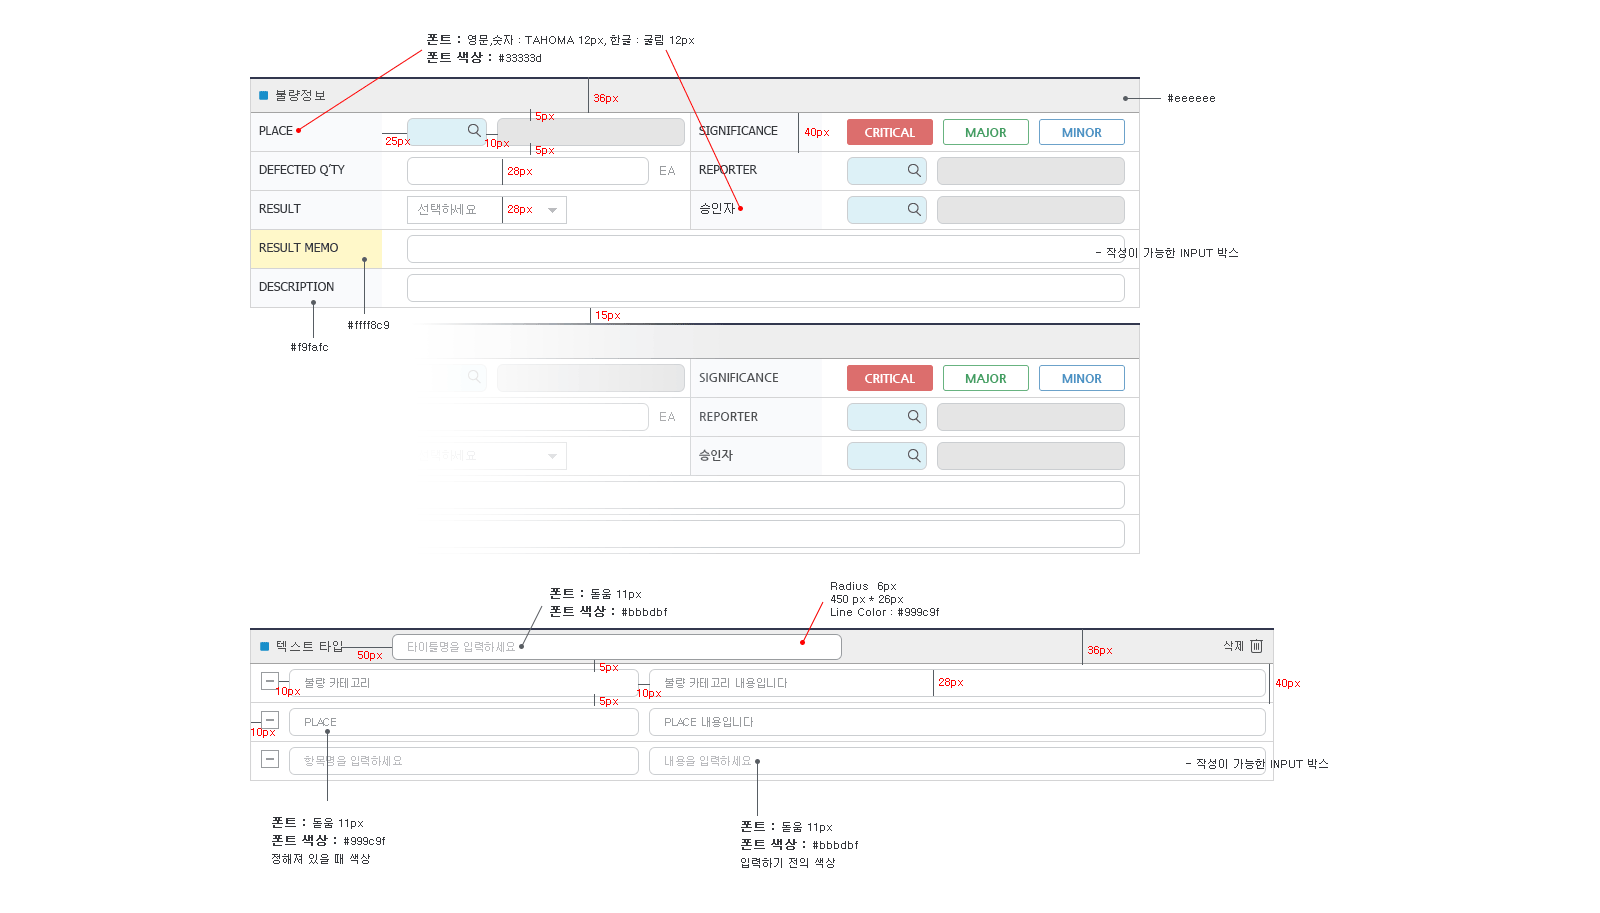 폰트 : 영문,숫자 : TAHOMA 12px, 한글 : 굴림 12px
폰트 색상 : #33333d
불량정보
36px
#eeeeee
PLACE
25px
5px
10px
5px
SIGNIFICANCE
40px
CRITICAL
MAJOR
MINOR
DEFECTED Q'TY
28px
EA
REPORTER
RESULT
선택하세요
28px
승인자
RESULT MEMO
- 작성이 가능한 INPUT 박스
DESCRIPTION
#ffff8c9
#f9fafc
15px
SIGNIFICANCE
CRITICAL
MAJOR
MINOR
EA
REPORTER
하세요
승인자
폰트 : 돋움 11px
폰트 색상 : #bbbdbf
Radius 6px
450 px * 26px
Line Color : #999c9f
텍스트 타입
50px
타이틀명을 입력하세요
36px
삭제
10px
불량 카테고리
5px
5px
10px
불량 카테고리 내용입니다
28px
40px
10px
PLACE
PLACE 내용입니다
항목명을 입력하세요
내용을 입력하세요
- 작성이 가능한 INPUT 박스
폰트 : 돋움 11px
폰트 색상 : #999c9f
정해져 있을 때 색상
폰트 : 돋움 11px
폰트 색상 : #bbbdbf
입력하기 전의 색상